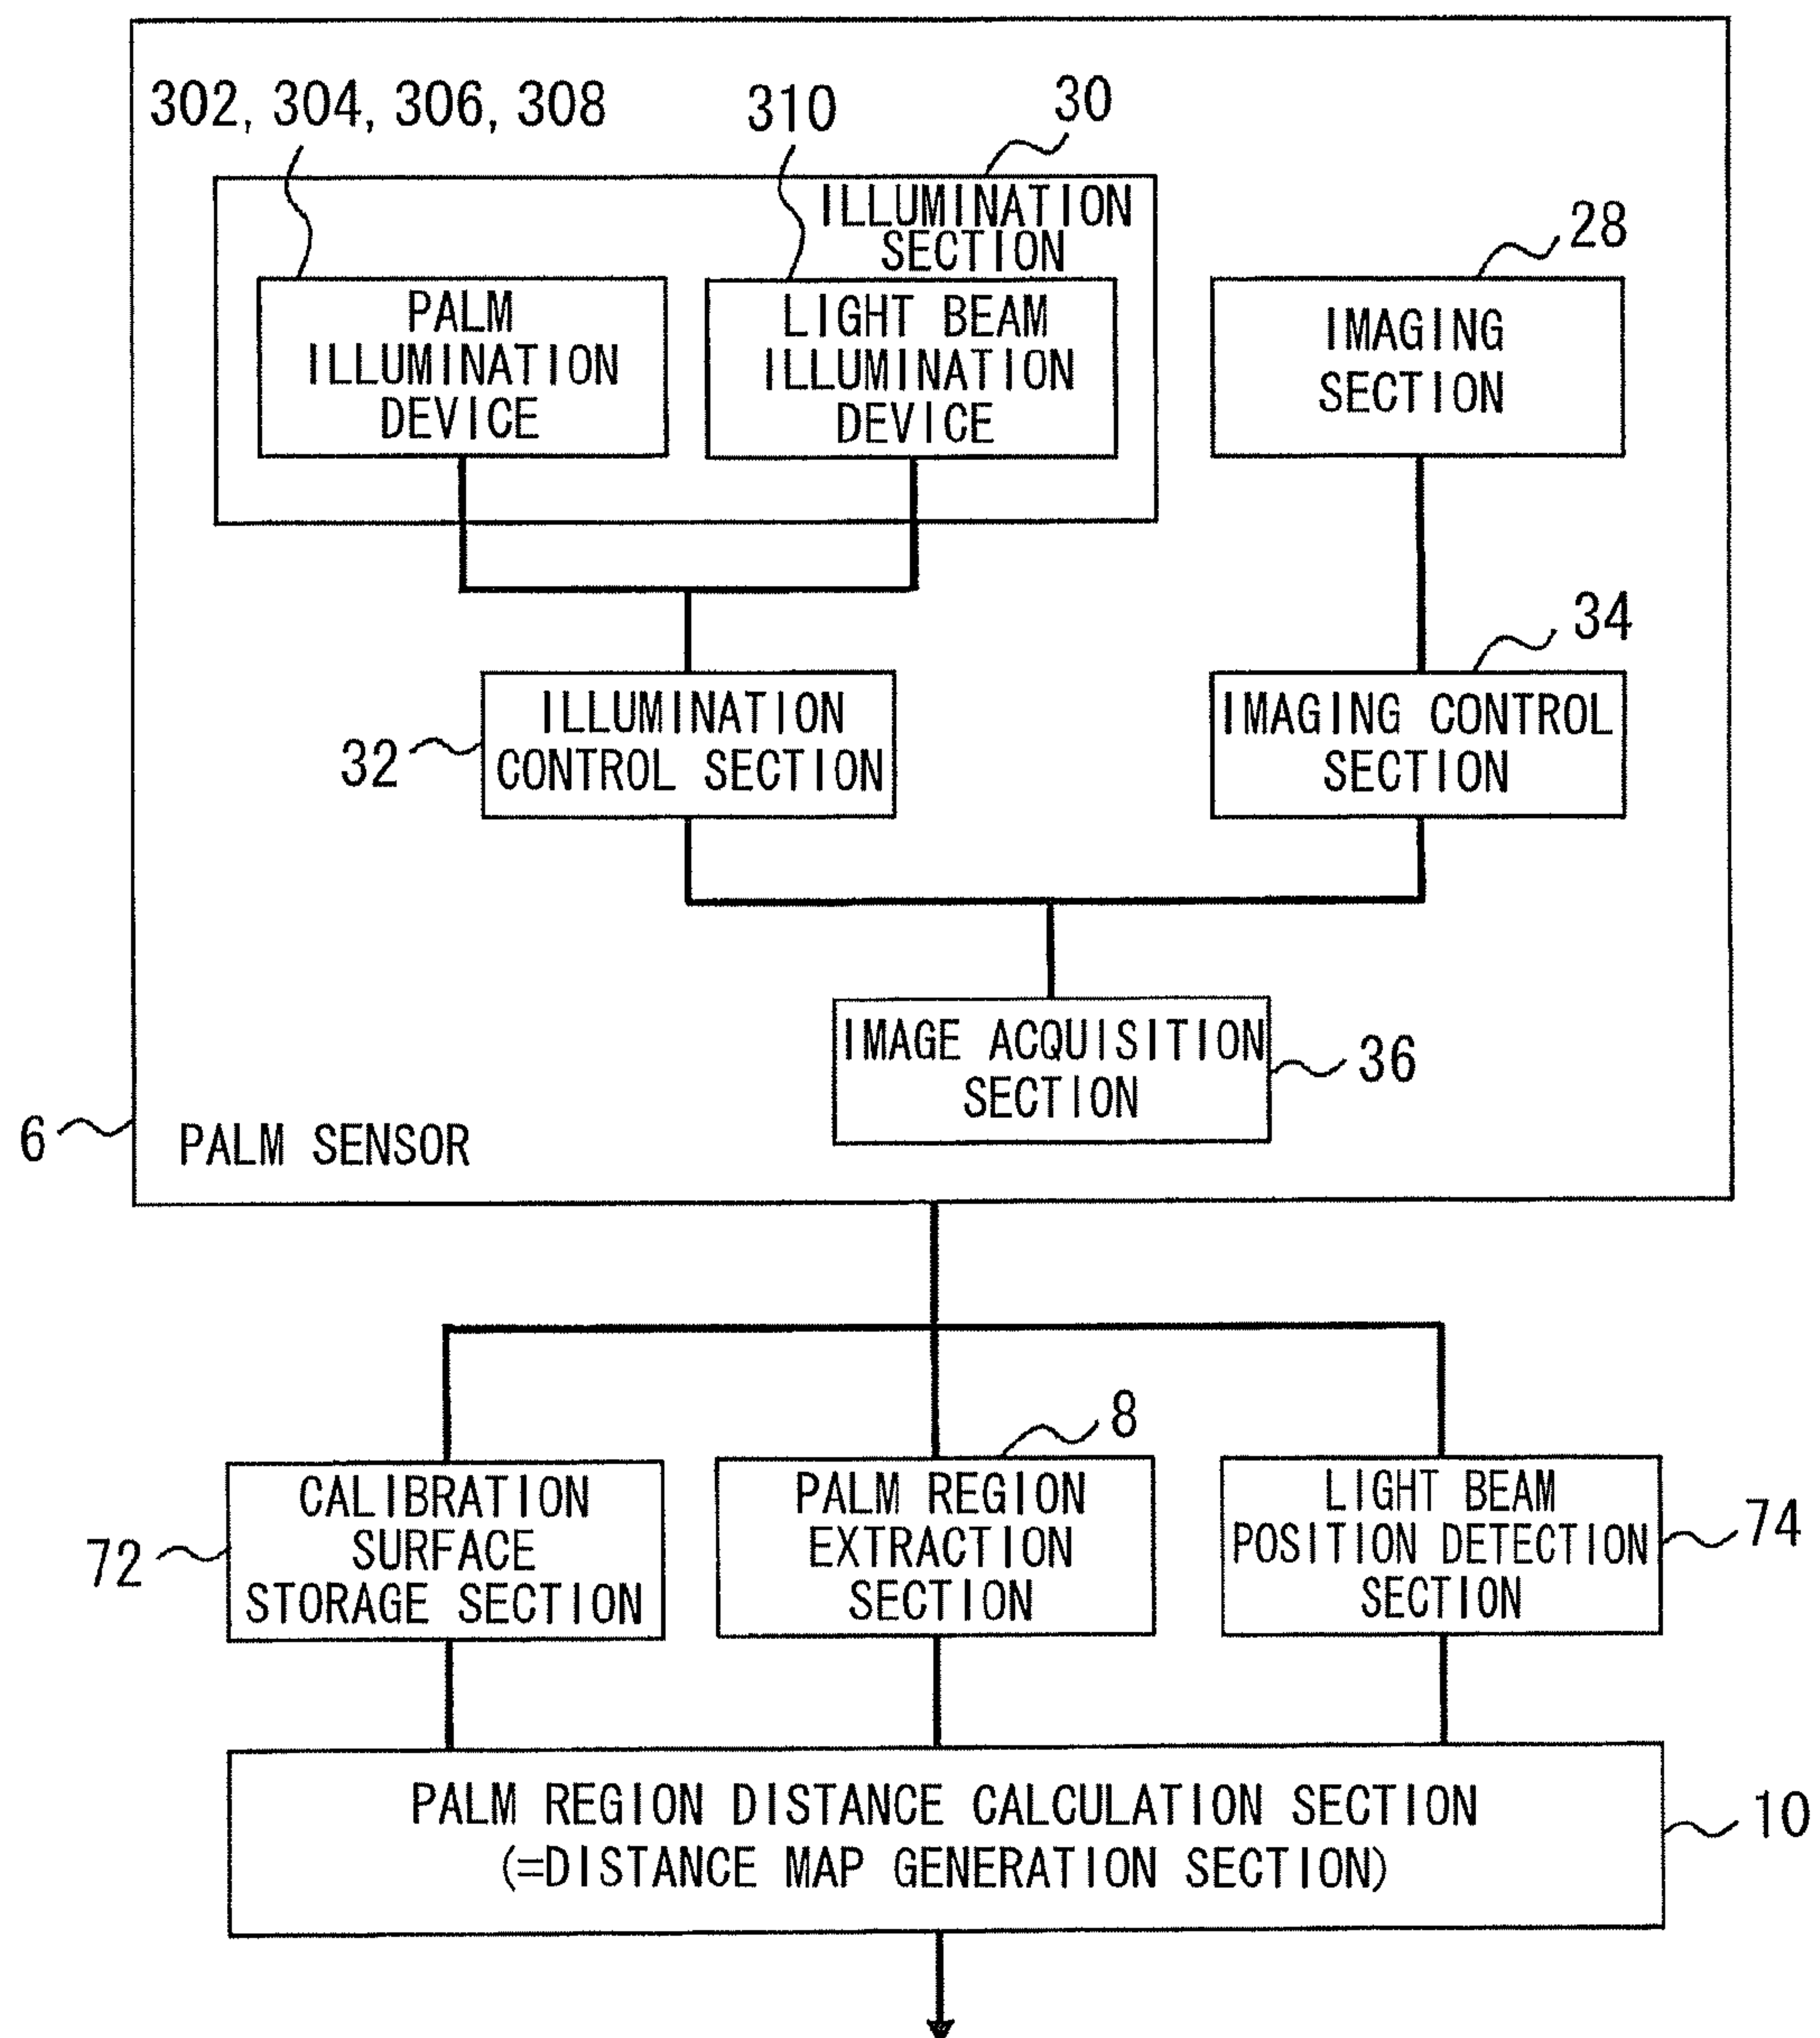 302, 304, 306, 308
310
30
ILLUMINATION
SECTION
28
PALM
ILLUMINATION
DEVICE
LIGHT BEAM
ILLUMINATION
DEVICE
IMAGING
SECTION
34
32
ILLUMINATION
CONTROL SECTION
IMAGING CONTROL
SECTION
IMAGE ACQUISITION
SECTION
36
6
PALM SENSOR
8
72
CALIBRATION
SURFACE
STORAGE SECTION
PALM REGION
EXTRACTION
SECTION
LIGHT BEAM
POSITION DETECTION
SECTION
74
PALM REGION DISTANCE CALCULATION SECTION
(=DISTANCE MAP GENERATION SECTION)
10